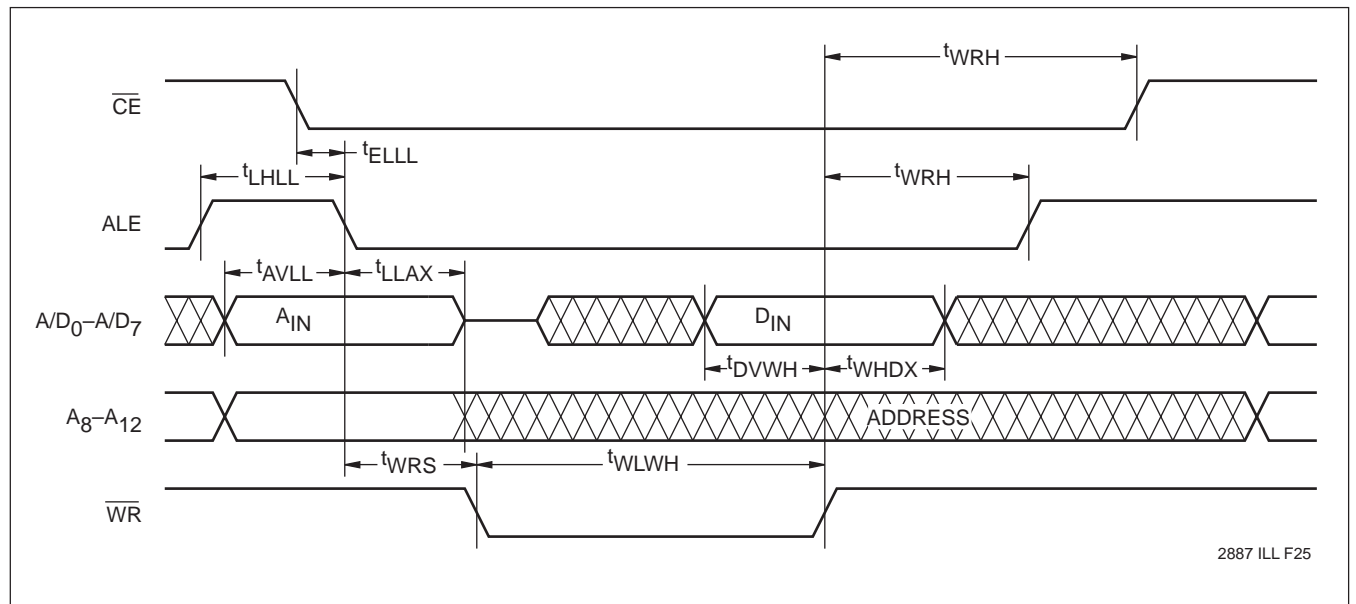 tWRH
CE
tELLL
tLHLL
tWRH
ALE
tAVLL
tLLAX
A/D0–A/D7
AIN
DIN
tDVWH
tWHDX
A8–A12
ADDRESS
tWRS
tWLWH
WR
2887 ILL F25